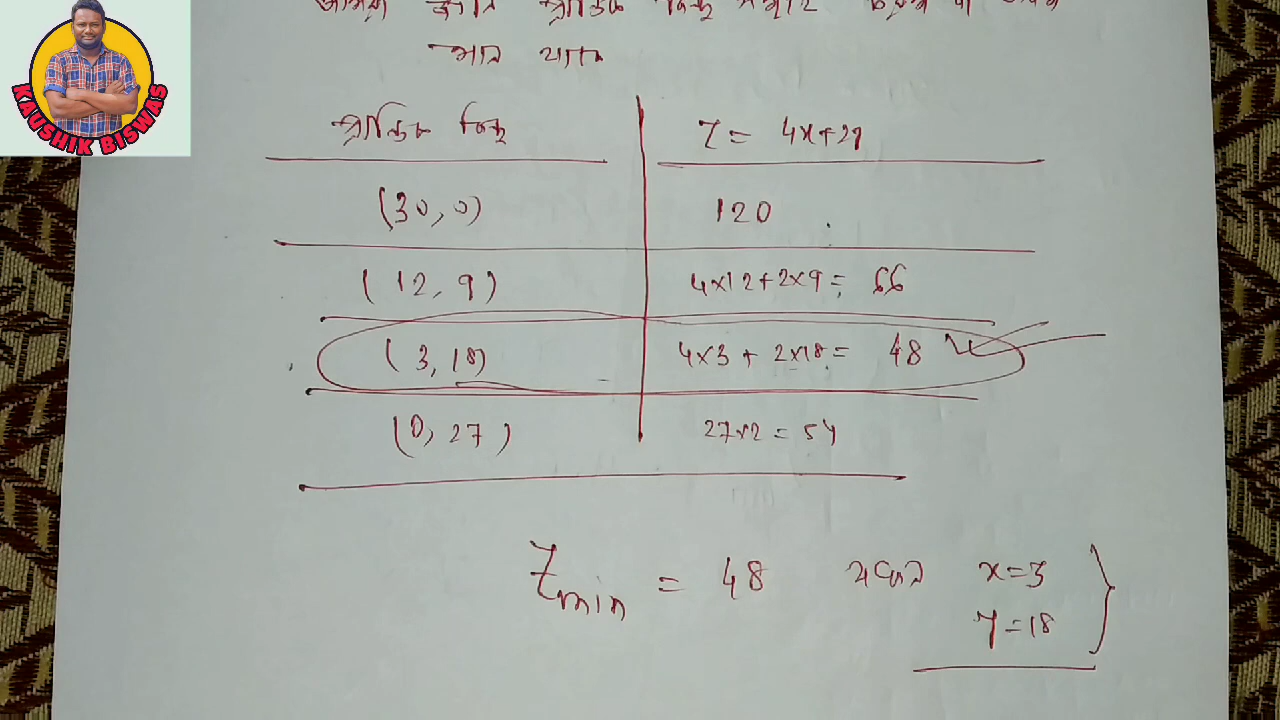 KAUSHIK BISWAS
মান থাকে
প্রান্তিক বিন্দু Z = 4x+2y
(30, 0) 120
(12, 9) 4×12+2×9 = 66
(3, 18) 4×3 + 2×18 = 48
(0, 27) 27×2 = 54
Zmin = 48 যখন x=3
y=18